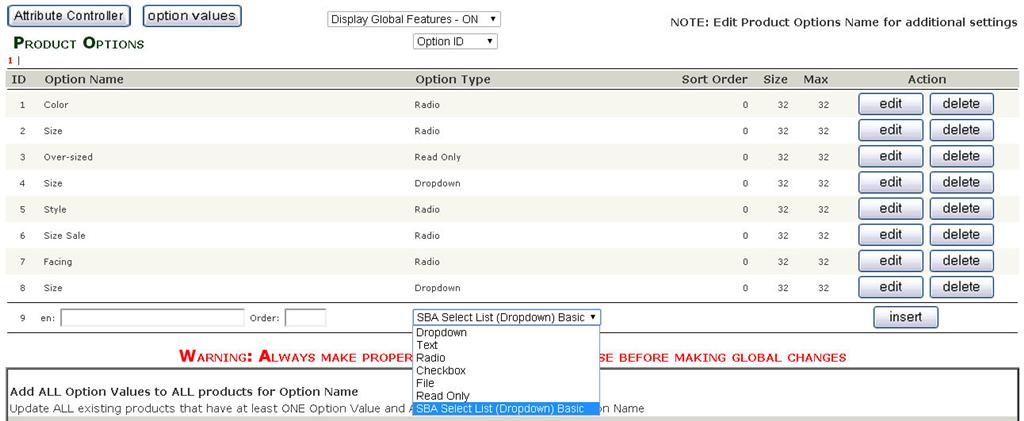 Attribute Controller option values Display Global Features - ON NOTE: Edit Product Options Name for additional settings
PRODUCT OPTIONS Option ID
1 |
ID Option Name Option Type Sort Order Size Max Action
1 Color Radio 0 32 32 edit delete
2 Size Radio 0 32 32 edit delete
3 Over-sized Read Only 0 32 32 edit delete
4 Size Dropdown 0 32 32 edit delete
5 Style Radio 0 32 32 edit delete
6 Size Sale Radio 0 32 32 edit delete
7 Facing Radio 0 32 32 edit delete
8 Size Dropdown 0 32 32 edit delete
9 en: Order: SBA Select List (Dropdown) Basic insert
Dropdown
Text
Radio
Checkbox
File
Read Only
SBA Select List (Dropdown) Basic
WARNING: ALWAYS MAKE PROPER SE BEFORE MAKING GLOBAL CHANGES
Add ALL Option Values to ALL products for Option Name
Update ALL existing products that have at least ONE Option Value and on Name